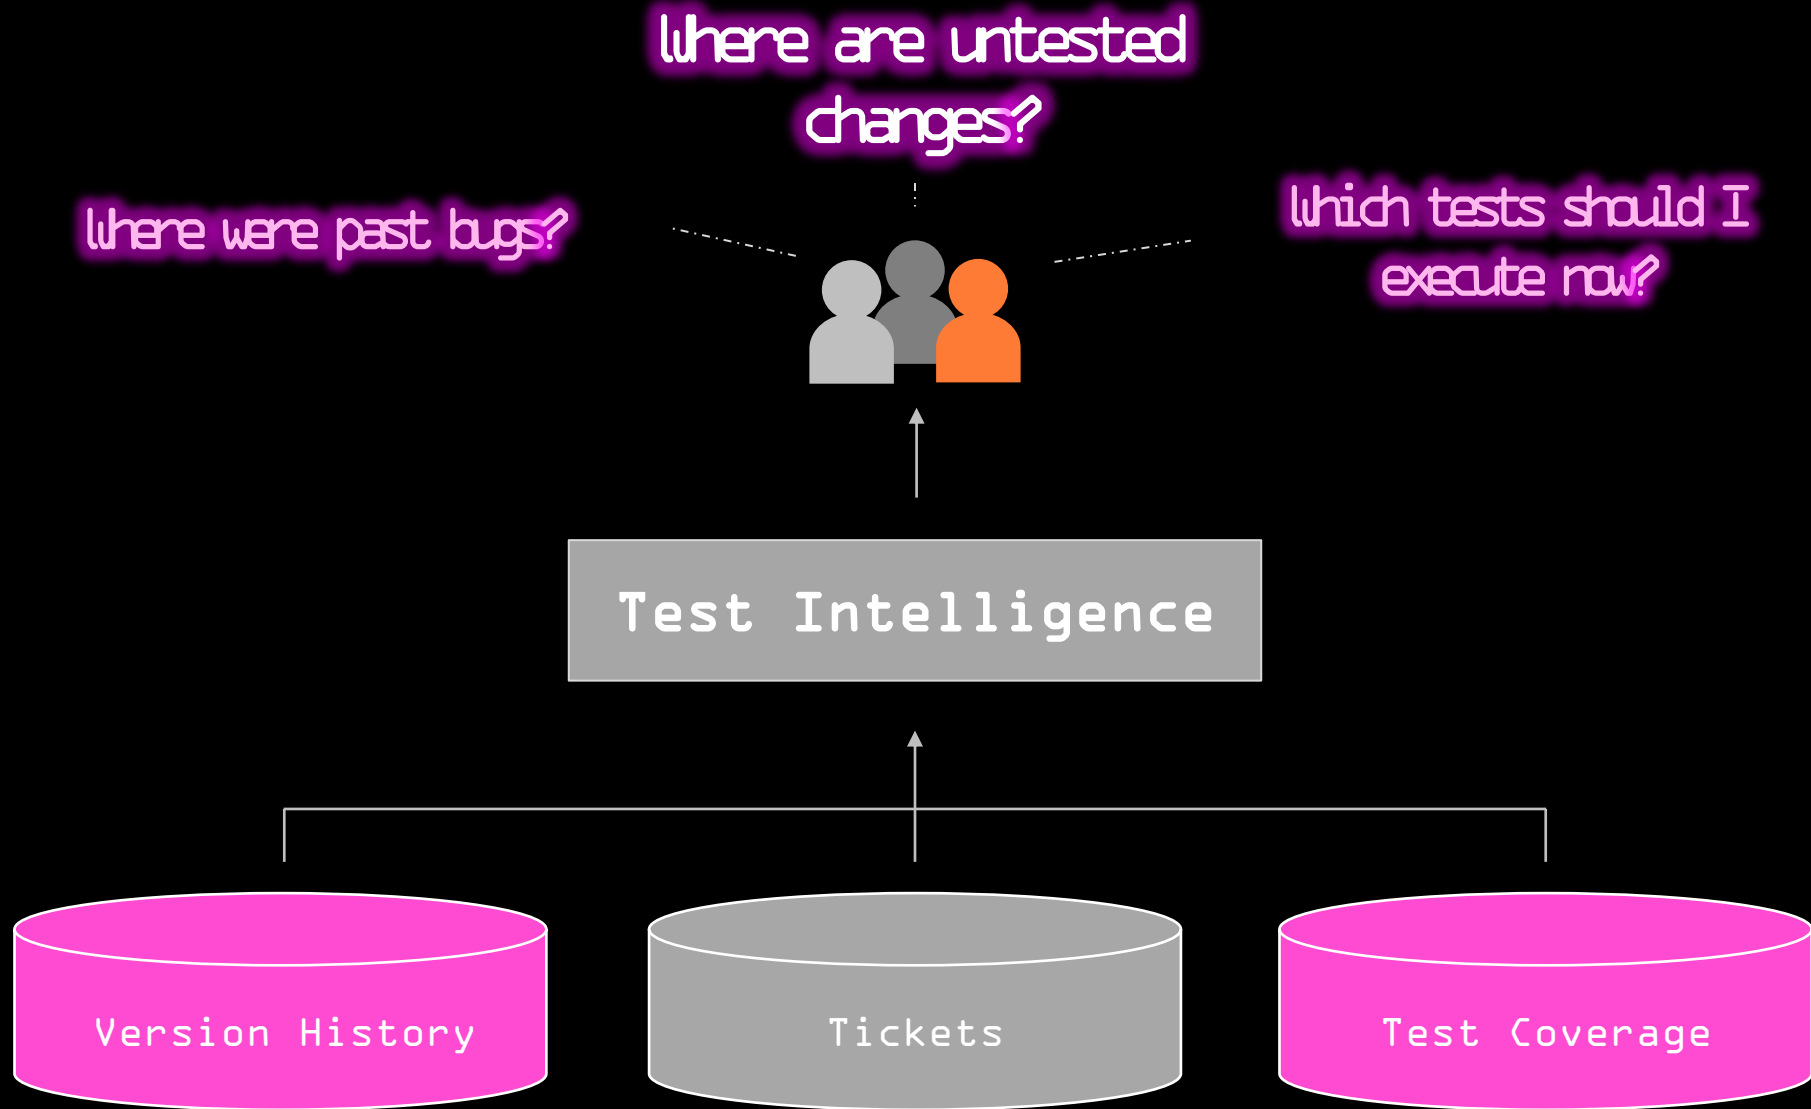 Where are untested
changes?
Where were past bugs?
Which tests should I
execute now?
Test Intelligence
Version History
Tickets
Test Coverage